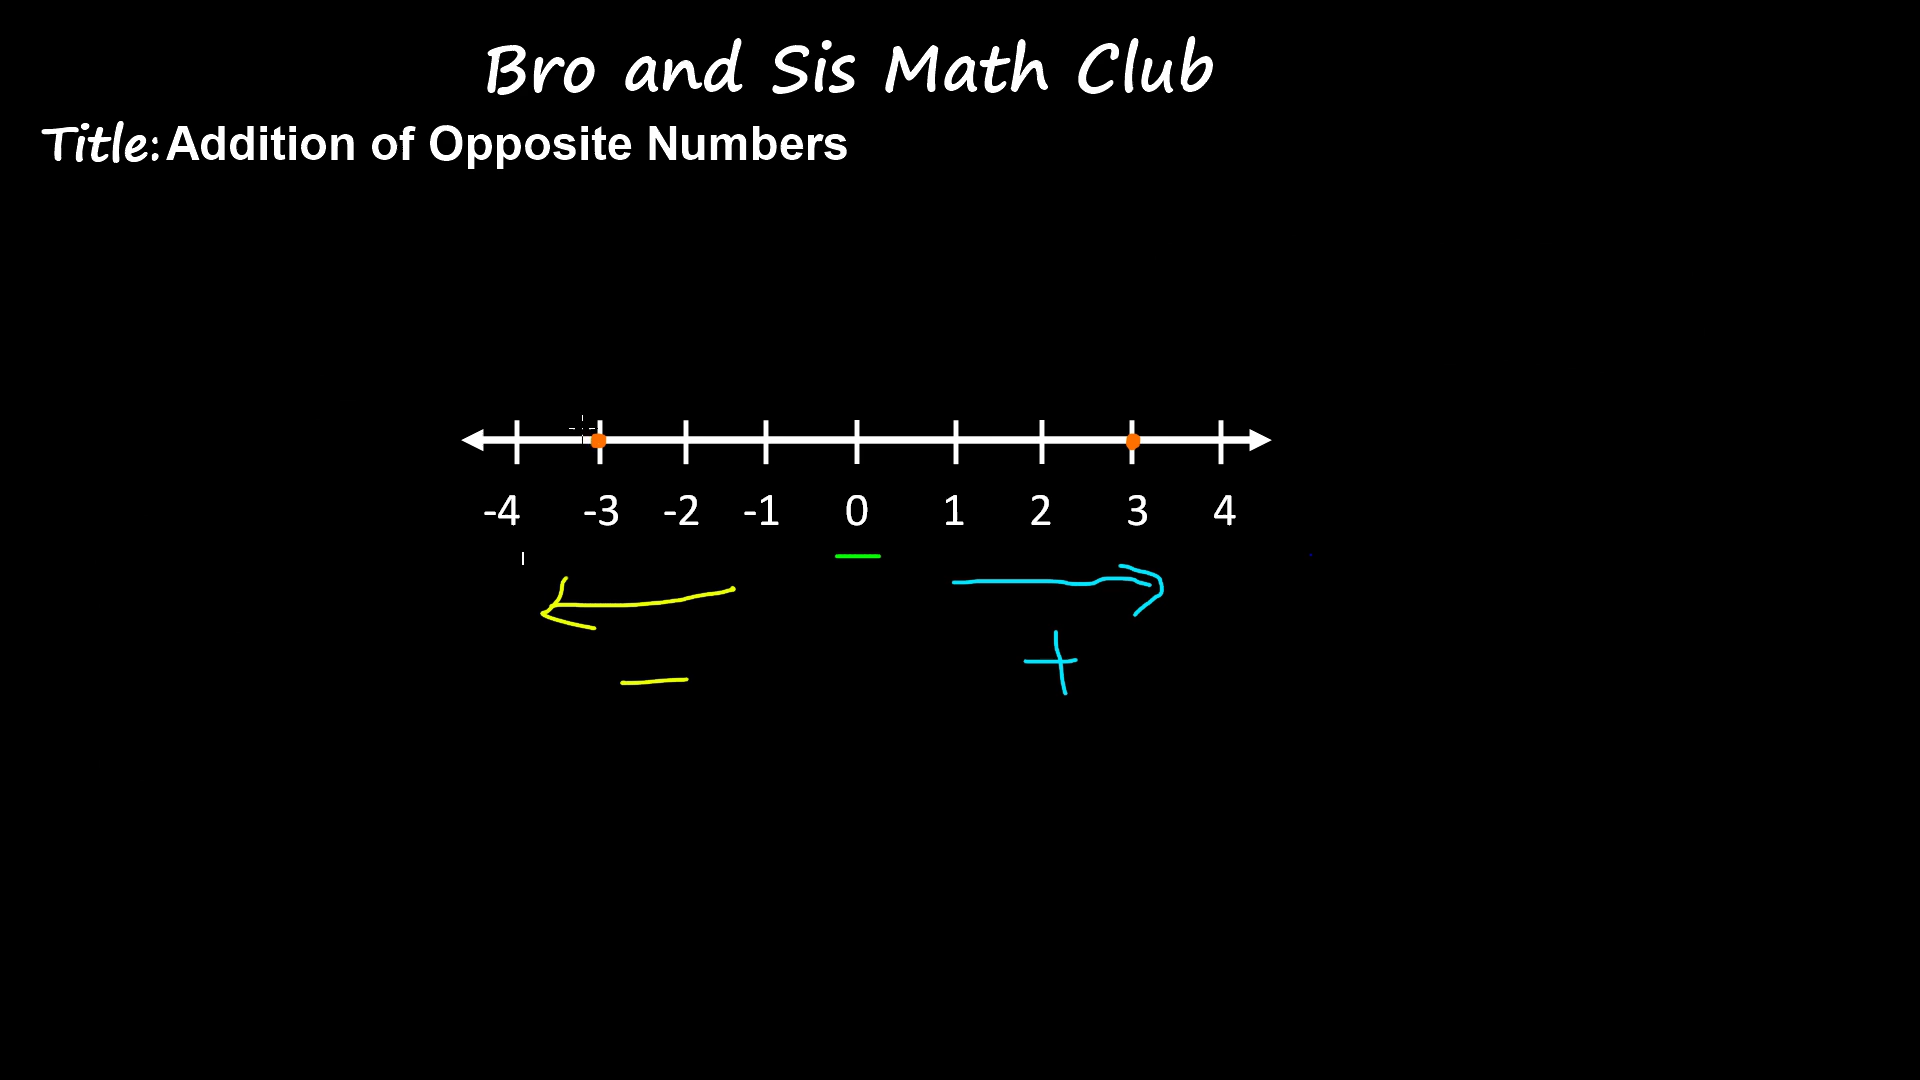 Bro and Sis Math Club
Title: Addition of Opposite Numbers
-4 -3 -2 -1 0 1 2 3 4
— +